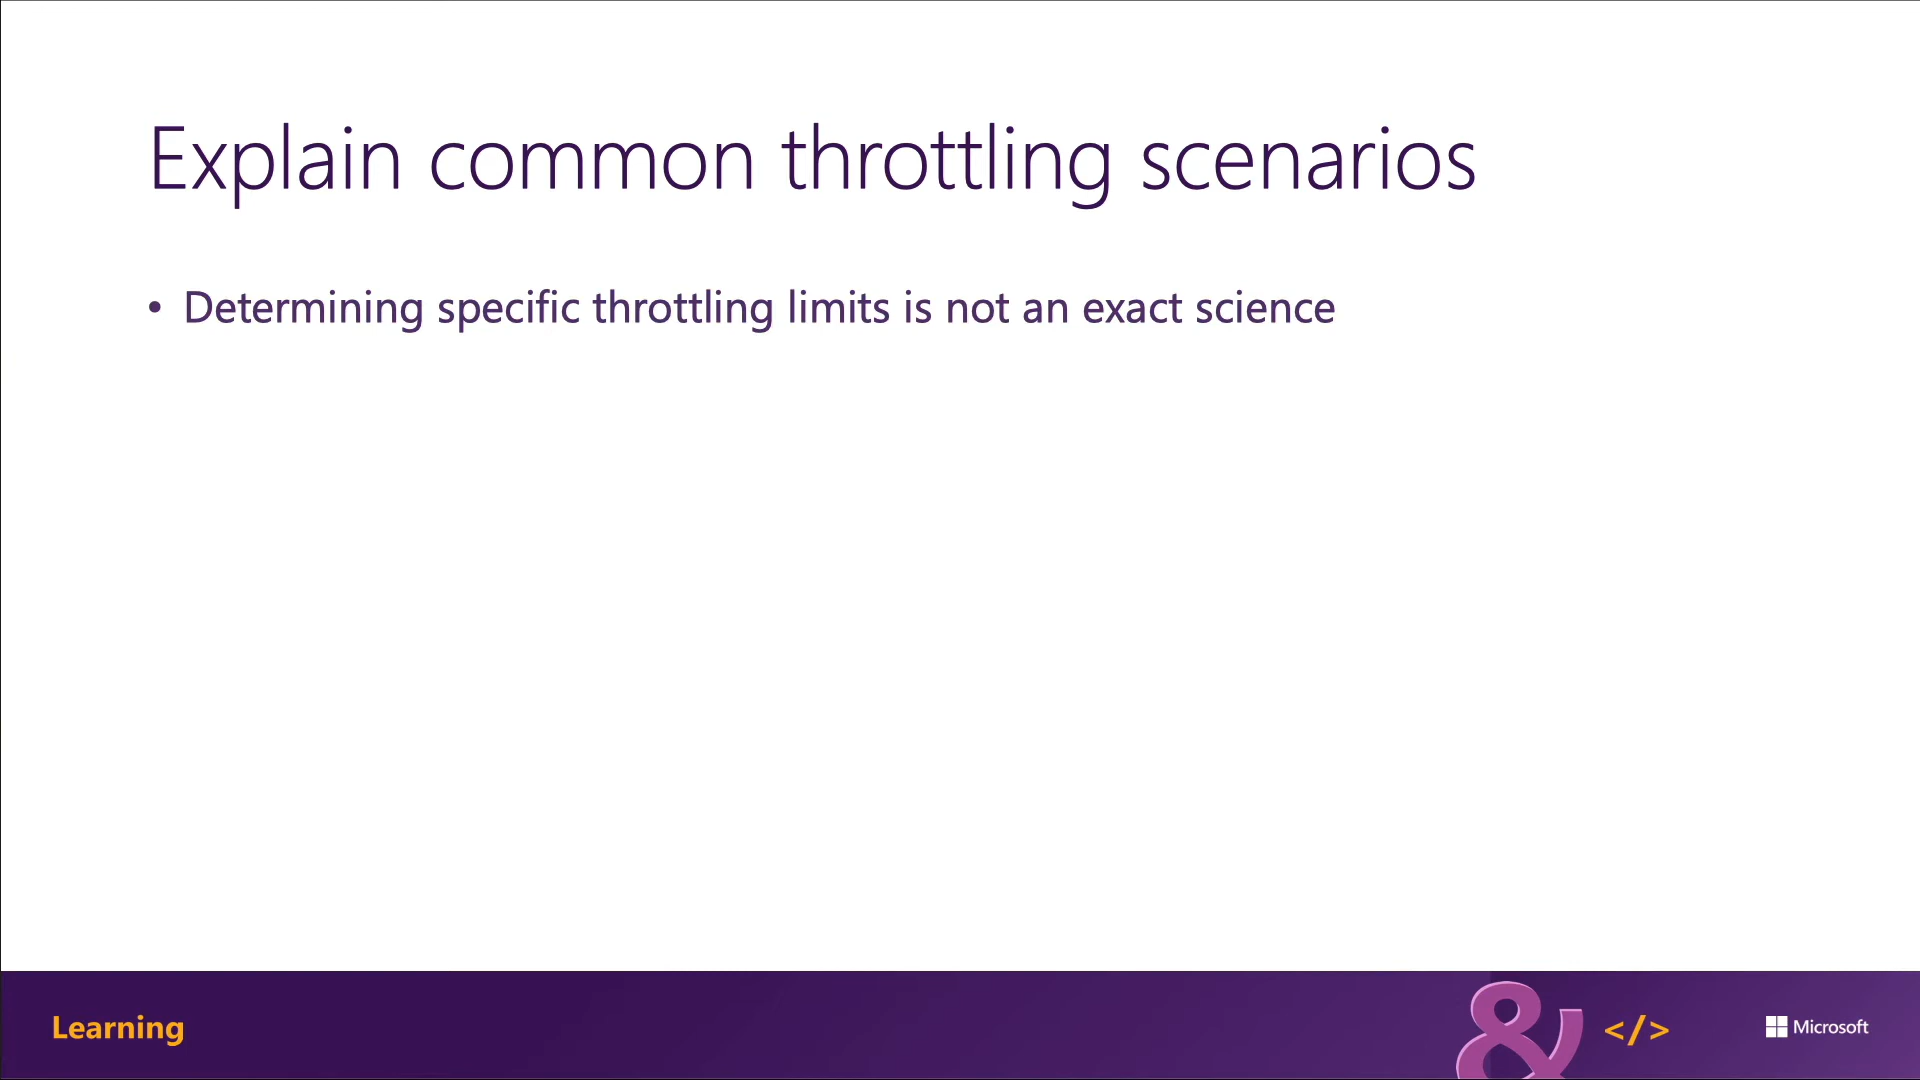 Explain common throttling scenarios
• Determining specific throttling limits is not an exact science
Learning
& </> Microsoft